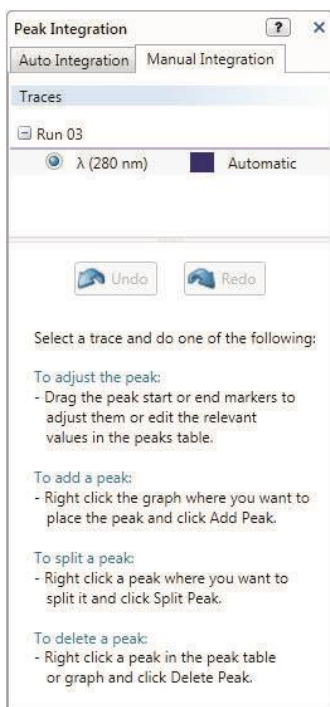 Peak Integration ? ×
Auto Integration Manual Integration
Traces
Run 03
λ (280 nm) Automatic
Undo Redo
Select a trace and do one of the following:
To adjust the peak:
- Drag the peak start or end markers to
adjust them or edit the relevant
values in the peaks table.
To add a peak:
- Right click the graph where you want to
place the peak and click Add Peak.
To split a peak:
- Right click a peak where you want to
split it and click Split Peak.
To delete a peak:
- Right click a peak in the peak table
or graph and click Delete Peak.